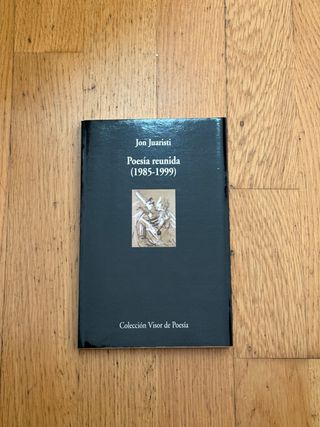 Jon Juaristi
Poesía reunida
(1985-1999)
Colección Visor de Poesía